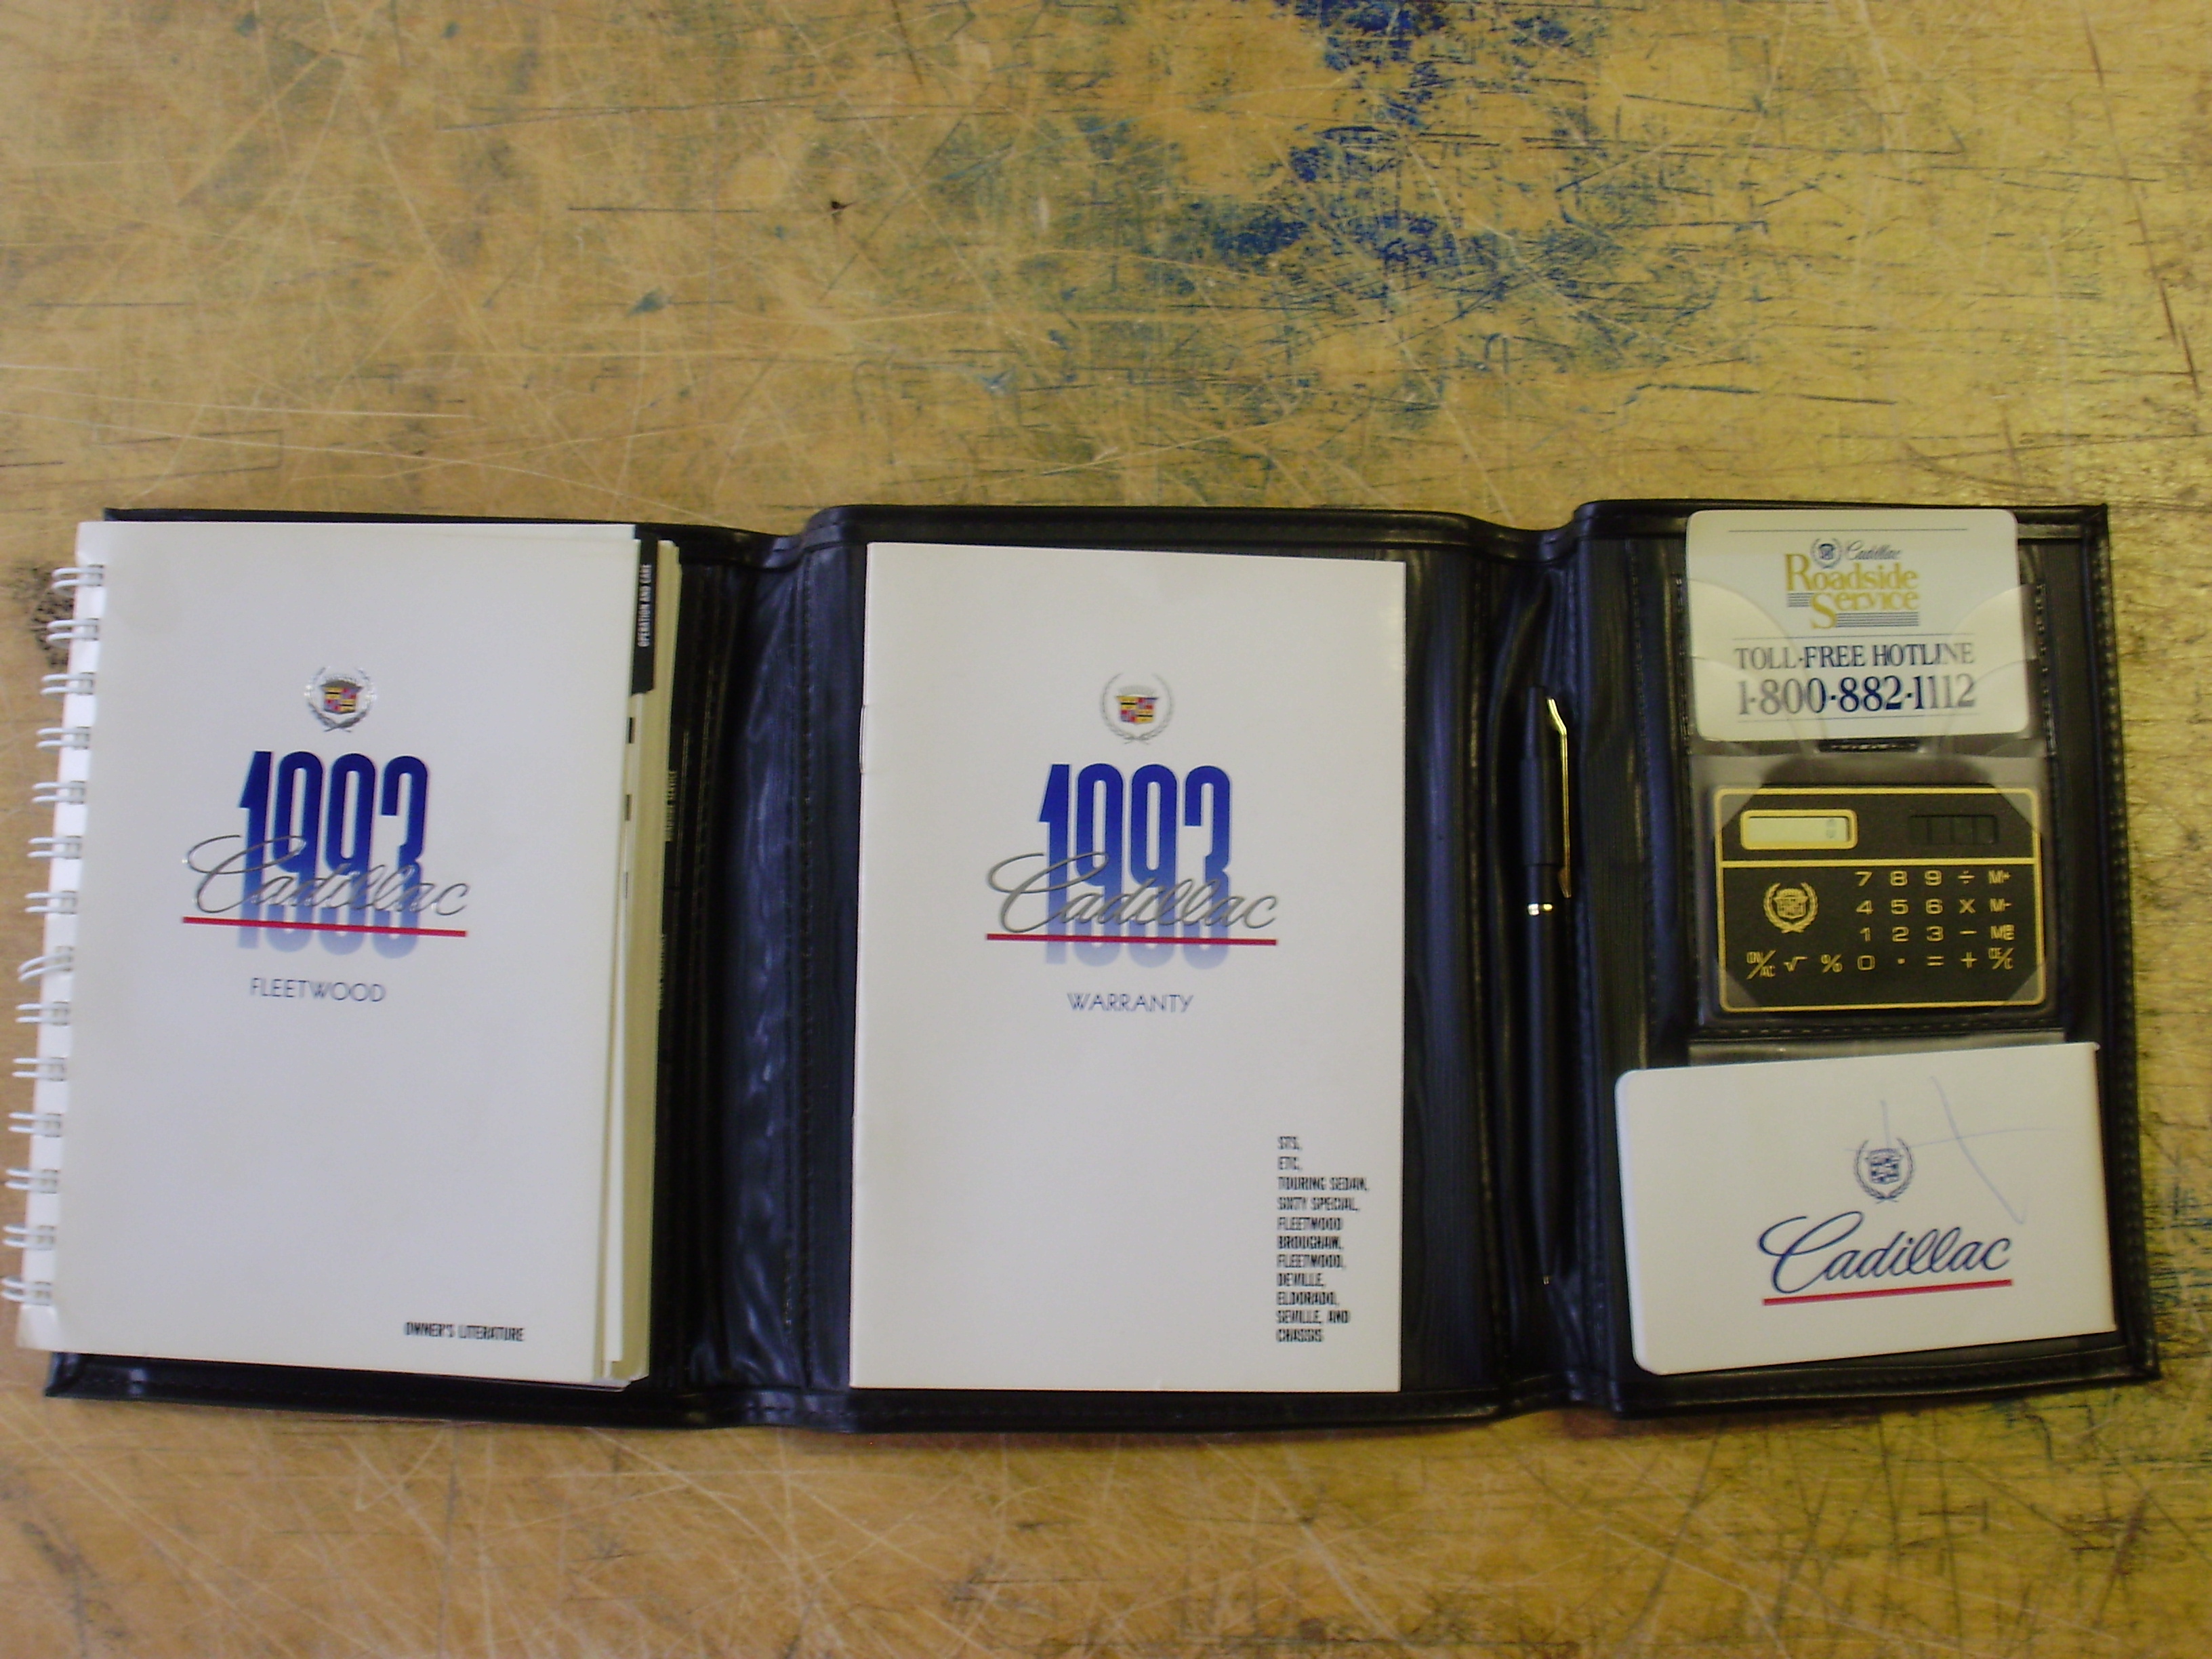 1993
Cadillac
FLEETWOOD
OWNER'S LITERATURE
OPERATION AND CARE
1993
Cadillac
WARRANTY
STS,
ETC,
TOURING SEDAN,
SIXTY SPECIAL,
FLEETWOOD
BROUGHAM,
FLEETWOOD,
DEVILLE,
ELDORADO,
SEVILLE, AND
CHASSIS
Cadillac
Roadside
Service
TOLL-FREE HOTLINE
1-800-882-1112
7 8 9 ÷ M+
4 5 6 X M-
1 2 3 -
ON/AC √ % 0 · = + CE/C
Cadillac